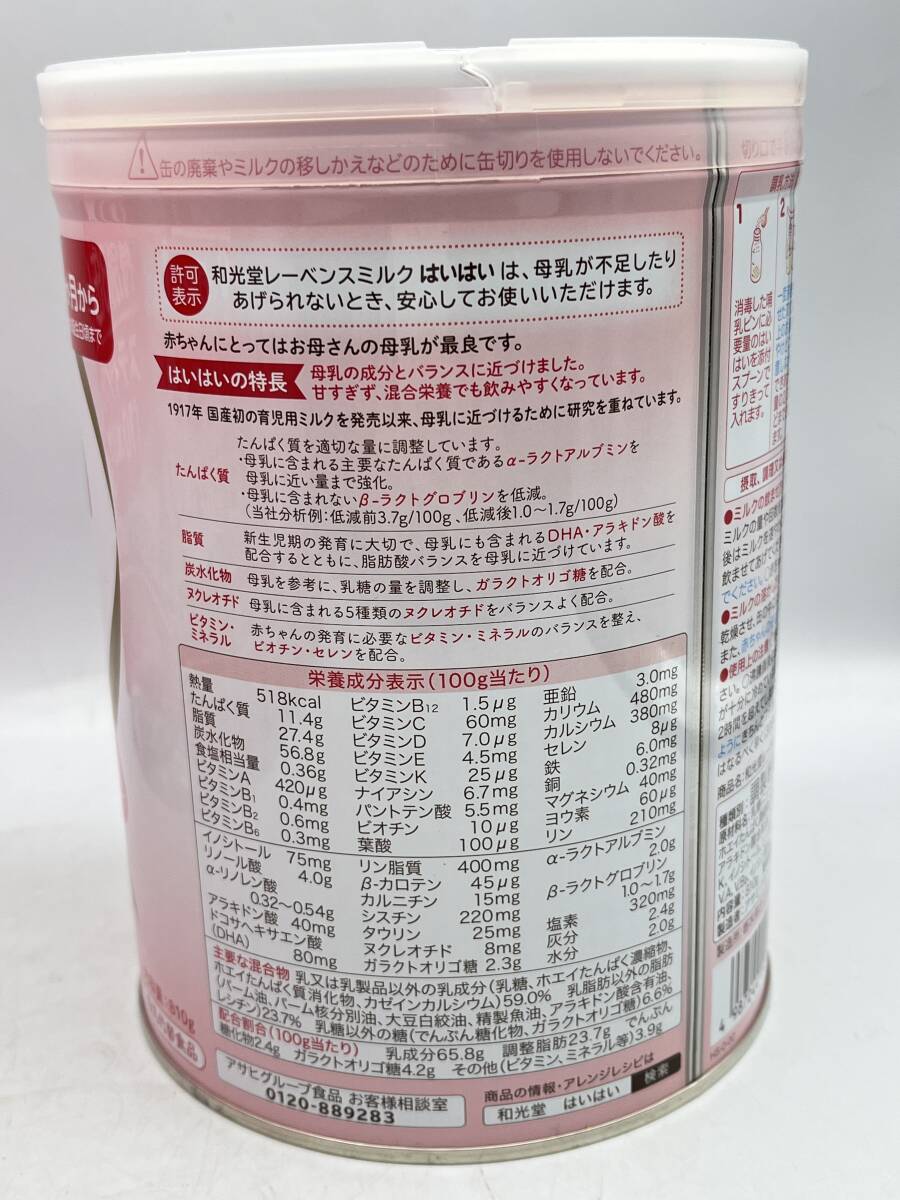 ⚠缶の廃棄やミルクの移しかえなどのために缶切りを使用しないでください。
許可
表示
和光堂レーベンスミルク はいはい は、母乳が不足したり
あげられないとき、安心してお使いいただけます。
赤ちゃんにとってはお母さんの母乳が最良です。
はいはいの特長
母乳の成分とバランスに近づけました。
甘すぎず、混合栄養でも飲みやすくなっています。
1917年 国産初の育児用ミルクを発売以来、母乳に近づけるために研究を重ねています。
たんぱく質
たんぱく質を適切な量に調整しています。
・母乳に含まれる主要なたんぱく質であるα-ラクトアルブミンを
母乳に近い量まで強化。
・母乳に含まれないβ-ラクトグロブリンを低減。
(当社分析例:低減前3.7g/100g、低減後1.0〜1.7g/100g)
脂質
新生児期の発育に大切で、母乳にも含まれるDHA・アラキドン酸を
配合するとともに、脂肪酸バランスを母乳に近づけています。
炭水化物 母乳を参考に、乳糖の量を調整し、ガラクトオリゴ糖を配合。
ヌクレオチド 母乳に含まれる5種類のヌクレオチドをバランスよく配合。
ビタミン・
ミネラル
赤ちゃんの発育に必要なビタミン・ミネラルのバランスを整え、
ビオチン・セレンを配合。
栄養成分表示(100g当たり)
熱量 518kcal
たんぱく質 11.4g
脂質 27.4g
炭水化物 56.8g
食塩相当量 0.36g
ビタミンA 420μg
ビタミンB1 0.4mg
ビタミンB2 0.6mg
ビタミンB6 0.3mg
ビタミンB12 1.5μg
ビタミンC 60mg
ビタミンD 7.0μg
ビタミンE 4.5mg
ビタミンK 25μg
ナイアシン 6.7mg
パントテン酸 5.5mg
ビオチン 10μg
葉酸 100μg
亜鉛 3.0mg
カリウム 480mg
カルシウム 380mg
セレン 8μg
鉄 6.0mg
銅 0.32mg
マグネシウム 40mg
ヨウ素 60μg
リン 210mg
イノシトール 75mg
リノール酸 4.0g
α-リノレン酸
0.32〜0.54g
アラキドン酸 40mg
ドコサヘキサエン酸
(DHA) 80mg
リン脂質 400mg
β-カロテン 45μg
カルニチン 15mg
シスチン 220mg
タウリン 25mg
ヌクレオチド 8mg
ガラクトオリゴ糖 2.3g
α-ラクトアルブミン
2.0g
β-ラクトグロブリン
1.0〜1.7g
塩素 320mg
灰分 2.4g
水分 2.0g
主要な混合物 乳又は乳製品以外の乳成分(乳糖、ホエイたんぱく濃縮物、
ホエイたんぱく質消化物、カゼインカルシウム)59.0% 乳脂肪以外の脂肪
(パーム油、パーム核分別油、大豆白絞油、精製魚油、アラキドン酸含有油、
レシチン)23.7% 乳糖以外の糖(でんぷん糖化物、ガラクトオリゴ糖)6.6%
配合割合(100g当たり) 乳成分65.8g 調整脂肪23.7g でんぷん
糖化物2.4g ガラクトオリゴ糖4.2g その他(ビタミン、ミネラル等)3.9g
アサヒグループ食品 お客様相談室
0120-889283
商品の情報・アレンジレシピは
和光堂 はいはい 検索
月から
810g
1
2
消毒した哺
乳ビンに必
要量のはい
はいを添付
スプーンで
すりきって
入れます。